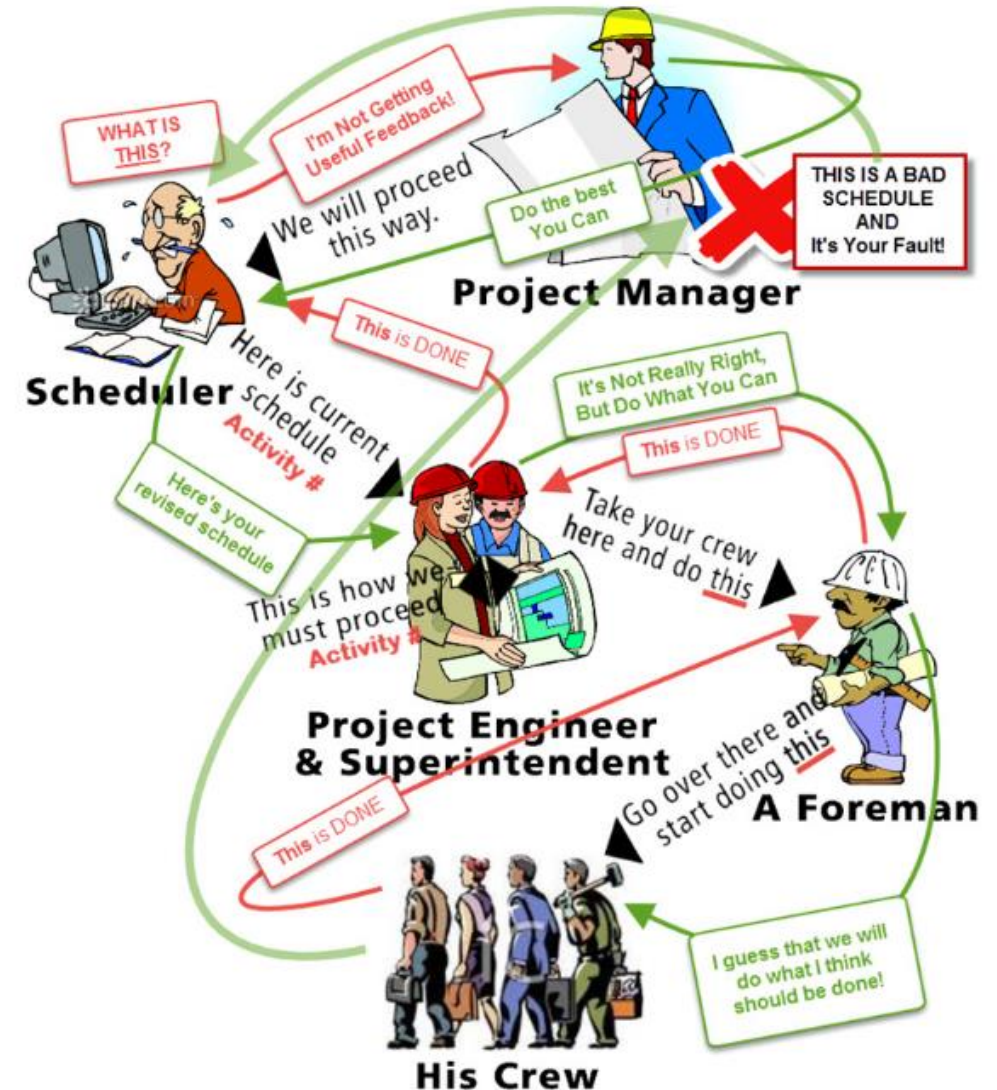 WHAT IS
THIS?
I'm Not Getting
Useful Feedback!
We will proceed
this way.
Do the best
You Can
THIS IS A BAD
SCHEDULE
AND
It's Your Fault!
Project Manager
Scheduler
This is DONE
Here is current
schedule
Activity #
It's Not Really Right,
But Do What You Can
This is DONE
Here's your
revised schedule
Take your crew
here and do this
This is how we
must proceed
Activity #
Project Engineer
& Superintendent
Go over there and
start doing this
A Foreman
This is DONE
I guess that we will
do what I think
should be done!
His Crew